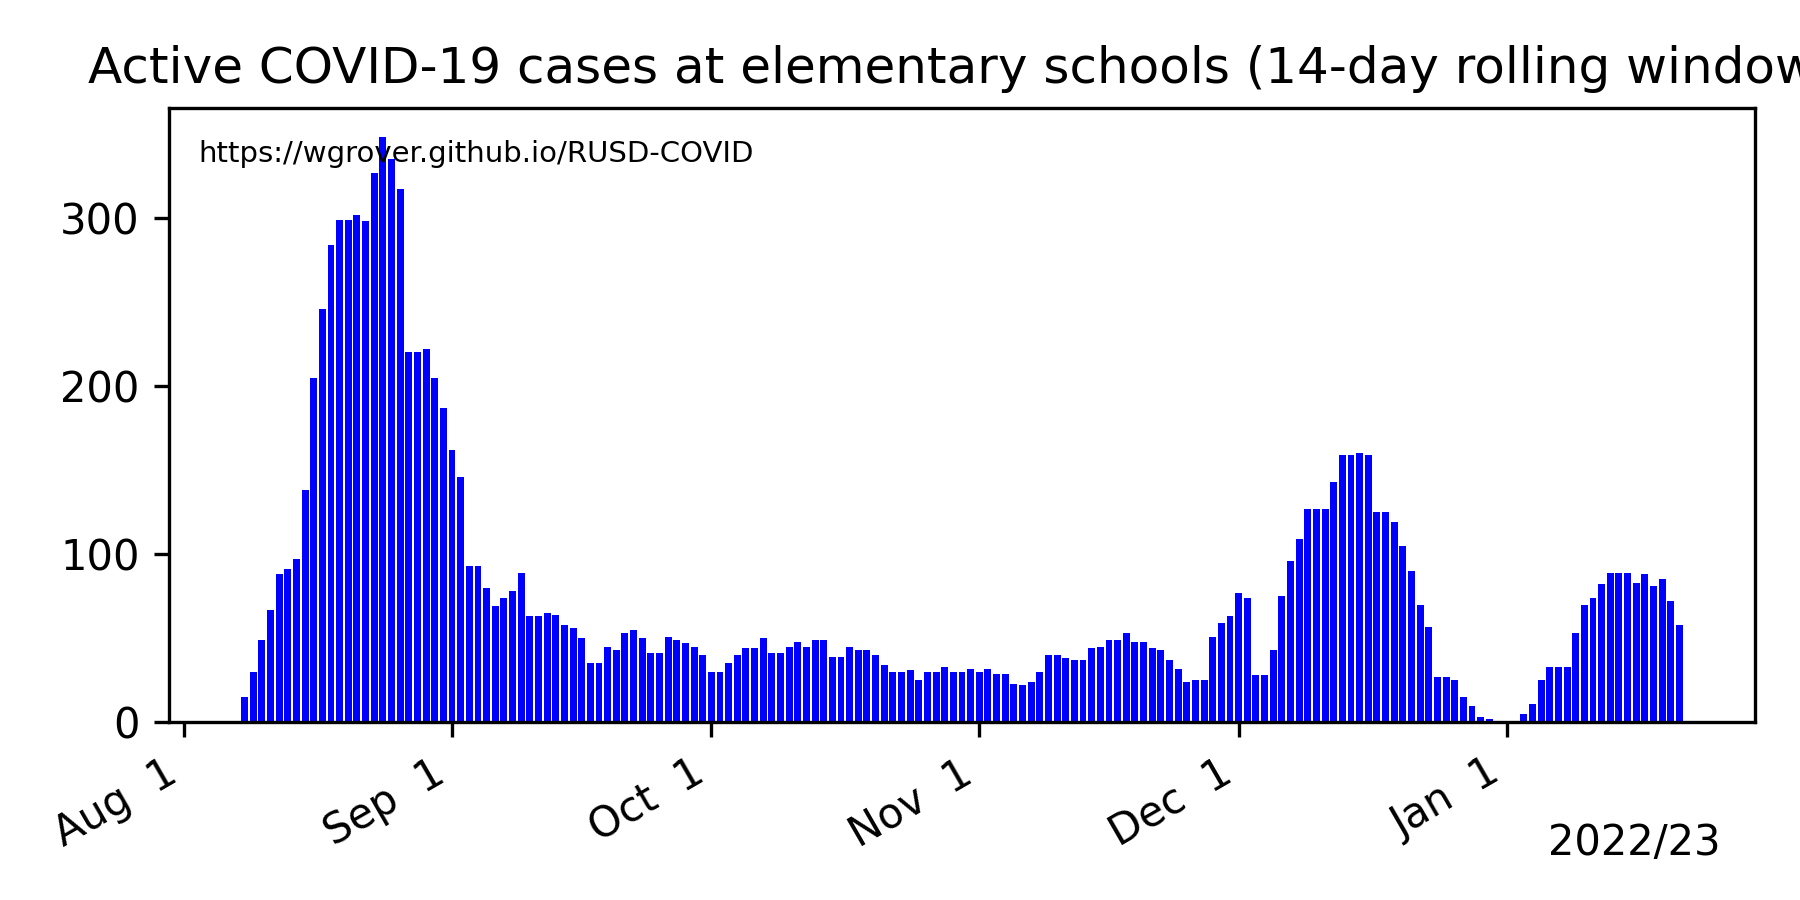 Active COVID-19 cases at elementary schools (14-day rolling window
https://wgrover.github.io/RUSD-COVID
300
200
100
0
Aug 1
Sep 1
Oct 1
Nov 1
Dec 1
Jan 1
2022/23